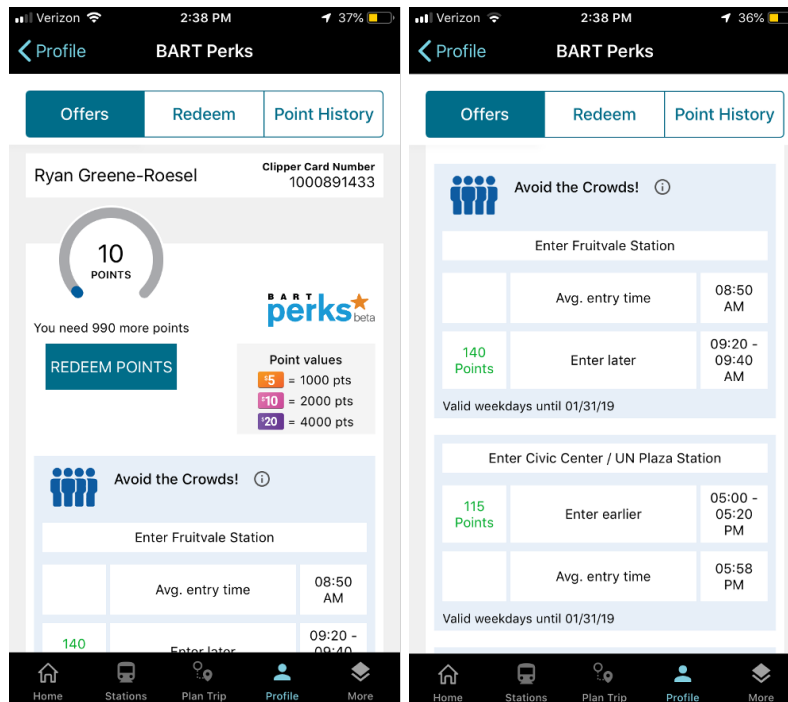 Verizon 2:38 PM 37%
Profile BART Perks
Offers Redeem Point History
Ryan Greene-Roesel
Clipper Card Number
1000891433
10
POINTS
You need 990 more points
REDEEM POINTS
BART
perks beta
Point values
$5 = 1000 pts
$10 = 2000 pts
$20 = 4000 pts
Avoid the Crowds!
Enter Fruitvale Station
Avg. entry time
08:50
AM
140
Enter later
09:20 -
09:40
Home Stations Plan Trip Profile More
Verizon 2:38 PM 36%
Profile BART Perks
Offers Redeem Point History
Avoid the Crowds!
Enter Fruitvale Station
Avg. entry time
08:50
AM
140
Points
Enter later
09:20 -
09:40
AM
Valid weekdays until 01/31/19
Enter Civic Center / UN Plaza Station
115
Points
Enter earlier
05:00 -
05:20
PM
Avg. entry time
05:58
PM
Valid weekdays until 01/31/19
Home Stations Plan Trip Profile More